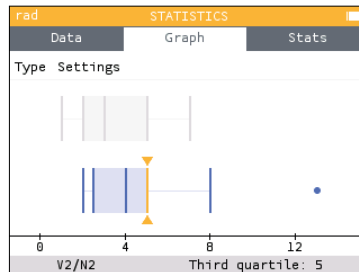 rad STATISTICS
Data Graph Stats
Type Settings
0 4 8 12
V2/N2 Third quartile: 5